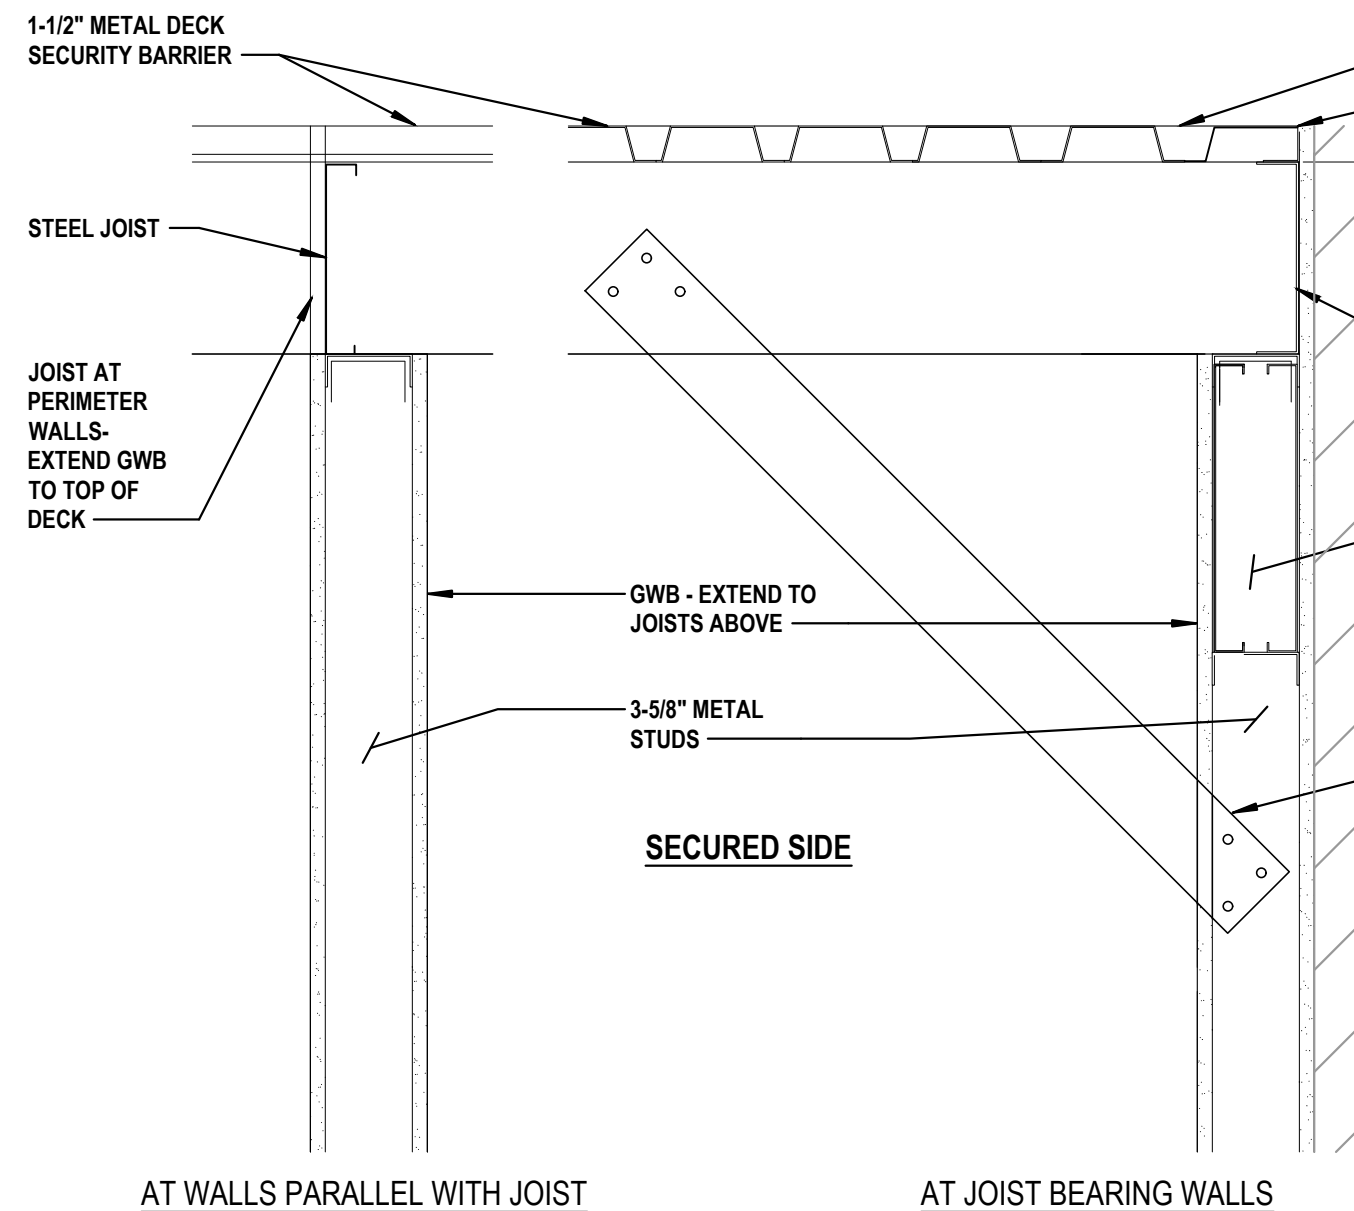 1-1/2" METAL DECK
SECURITY BARRIER
STEEL JOIST
JOIST AT
PERIMETER
WALLS-
EXTEND GWB
TO TOP OF
DECK
GWB - EXTEND TO
JOISTS ABOVE
3-5/8" METAL
STUDS
SECURED SIDE
AT WALLS PARALLEL WITH JOIST
AT JOIST BEARING WALLS